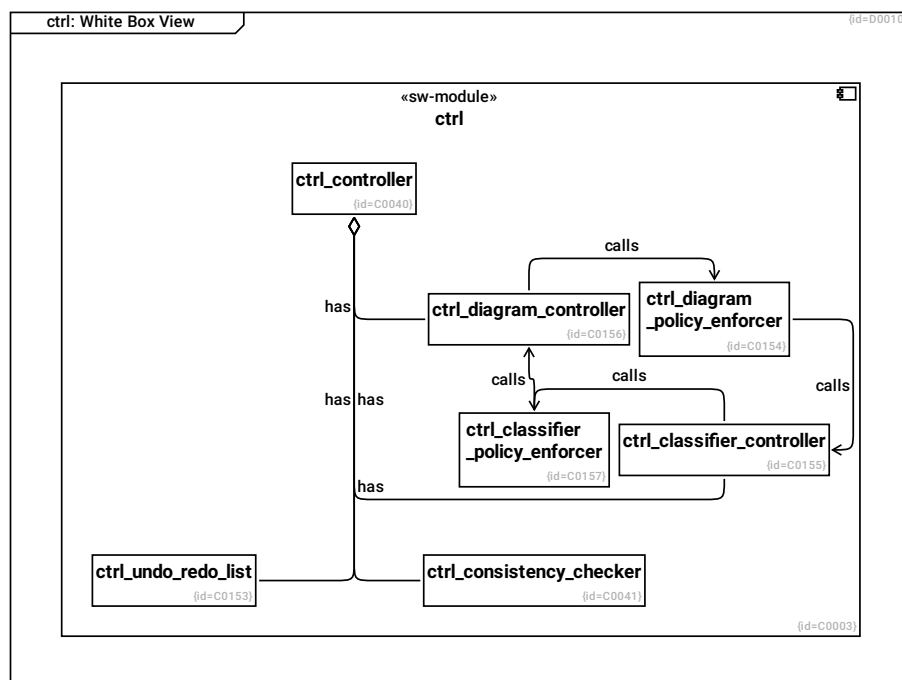 ctrl: White Box View
{id=D0010
«sw-module»
ctrl
ctrl_controller
{id=C0040}
calls
has
ctrl_diagram_controller
{id=C0156}
ctrl_diagram
_policy_enforcer
{id=C0154}
calls
calls
calls
has has
ctrl_classifier
_policy_enforcer
{id=C0157}
ctrl_classifier_controller
{id=C0155}
has
ctrl_undo_redo_list
{id=C0153}
ctrl_consistency_checker
{id=C0041}
{id=C0003}